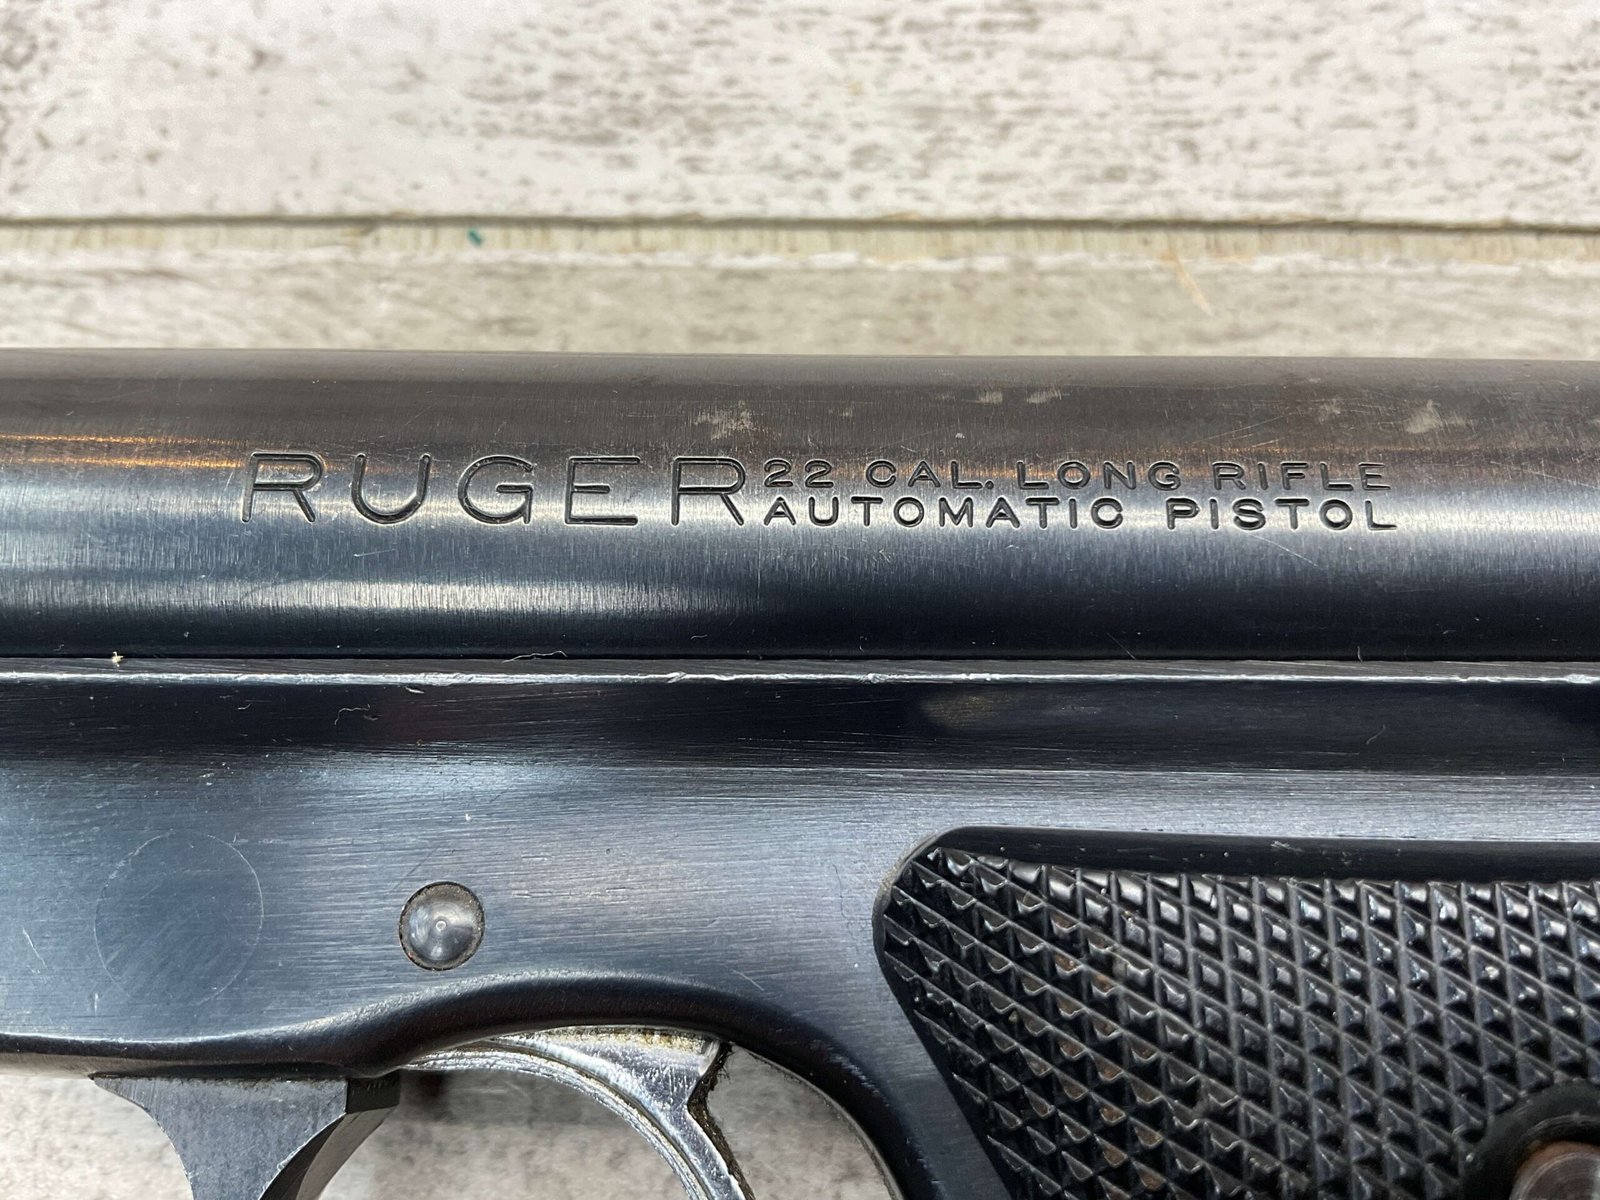 RUGER
22 CAL. LONG RIFLE
AUTOMATIC PISTOL